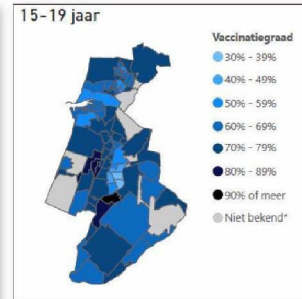 15-19 jaar
Vaccinatiegraad
30% - 39%
40% - 49%
50% - 59%
60% - 69%
70% - 79%
80% - 89%
90% of meer
Niet bekend*